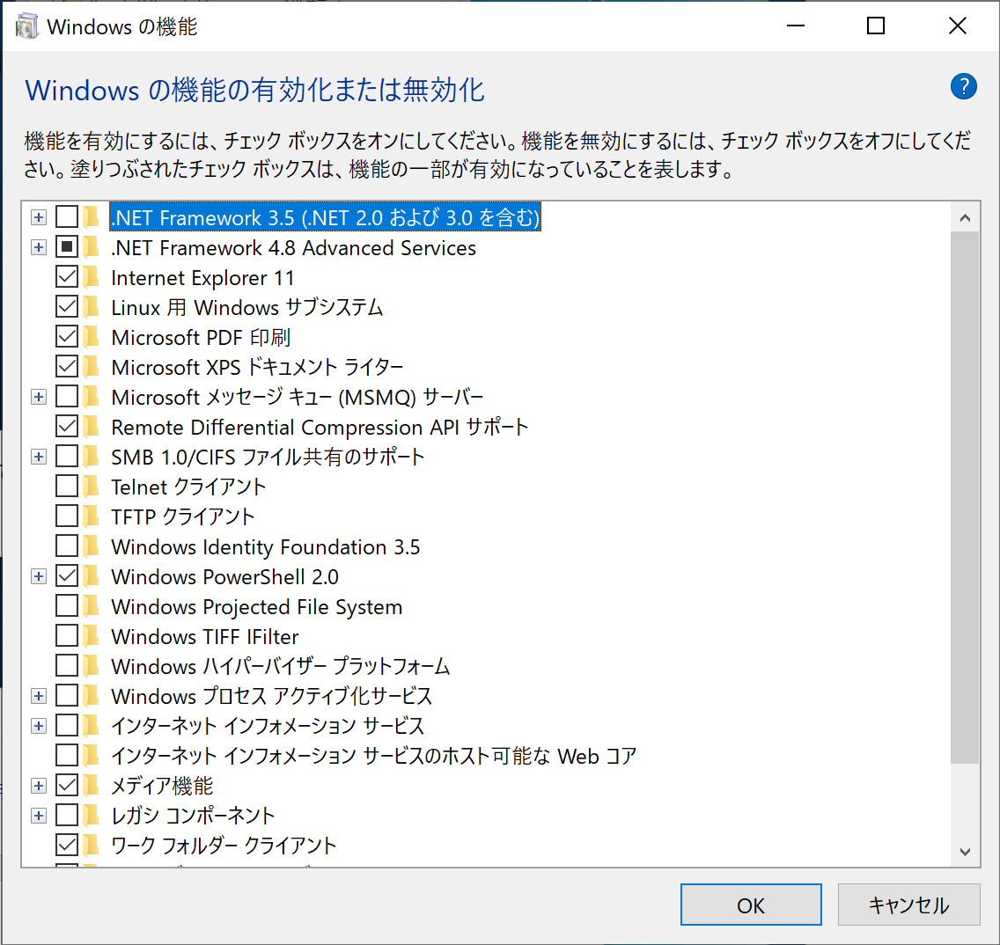 Windows の機能
Windows の機能の有効化または無効化
?
機能を有効にするには、チェック ボックスをオンにしてください。機能を無効にするには、チェック ボックスをオフにしてくだ
さい。塗りつぶされたチェック ボックスは、機能の一部が有効になっていることを表します。
.NET Framework 3.5 (.NET 2.0 および 3.0 を含む)
.NET Framework 4.8 Advanced Services
Internet Explorer 11
Linux 用 Windows サブシステム
Microsoft PDF 印刷
Microsoft XPS ドキュメント ライター
Microsoft メッセージ キュー (MSMQ) サーバー
Remote Differential Compression API サポート
SMB 1.0/CIFS ファイル共有のサポート
Telnet クライアント
TFTP クライアント
Windows Identity Foundation 3.5
Windows PowerShell 2.0
Windows Projected File System
Windows TIFF IFilter
Windows ハイパーバイザー プラットフォーム
Windows プロセス アクティブ化サービス
インターネット インフォメーション サービス
インターネット インフォメーション サービスのホスト可能な Web コア
メディア機能
レガシ コンポーネント
ワーク フォルダー クライアント
OK
キャンセル